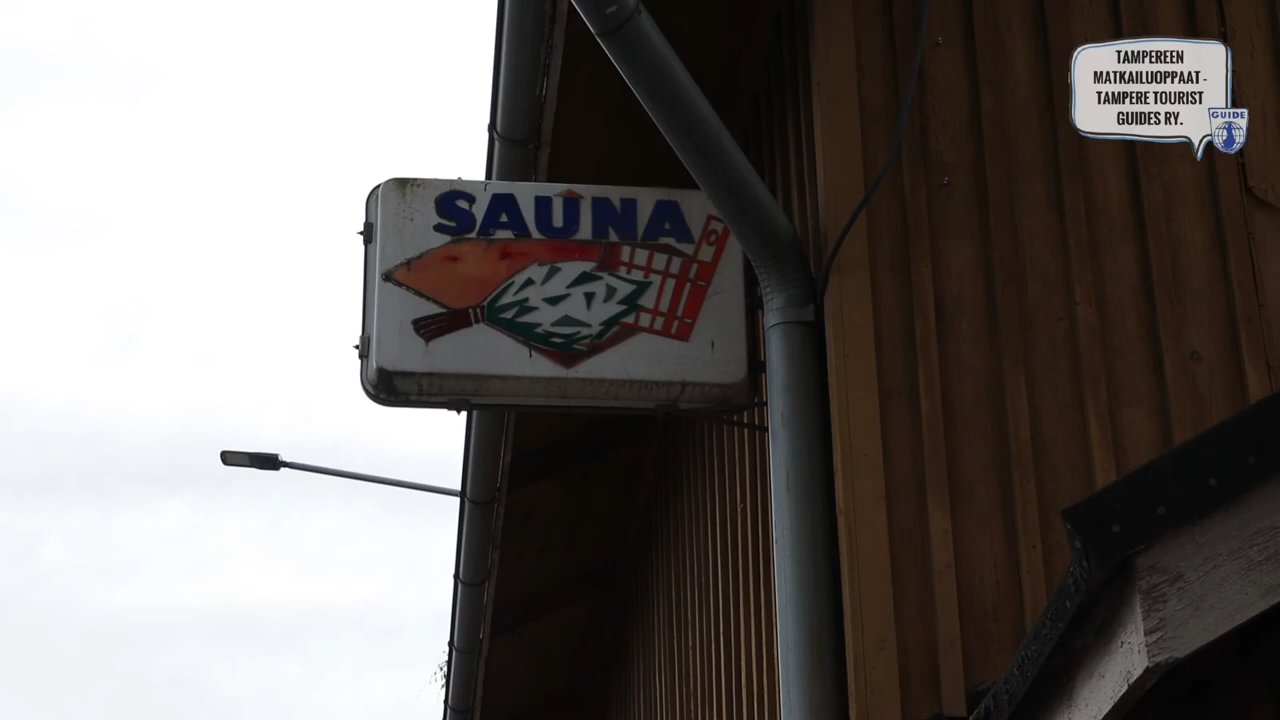 SAUNA
TAMPEREEN
MATKAILUOPPAAT -
TAMPERE TOURIST
GUIDES RY.
GUIDE